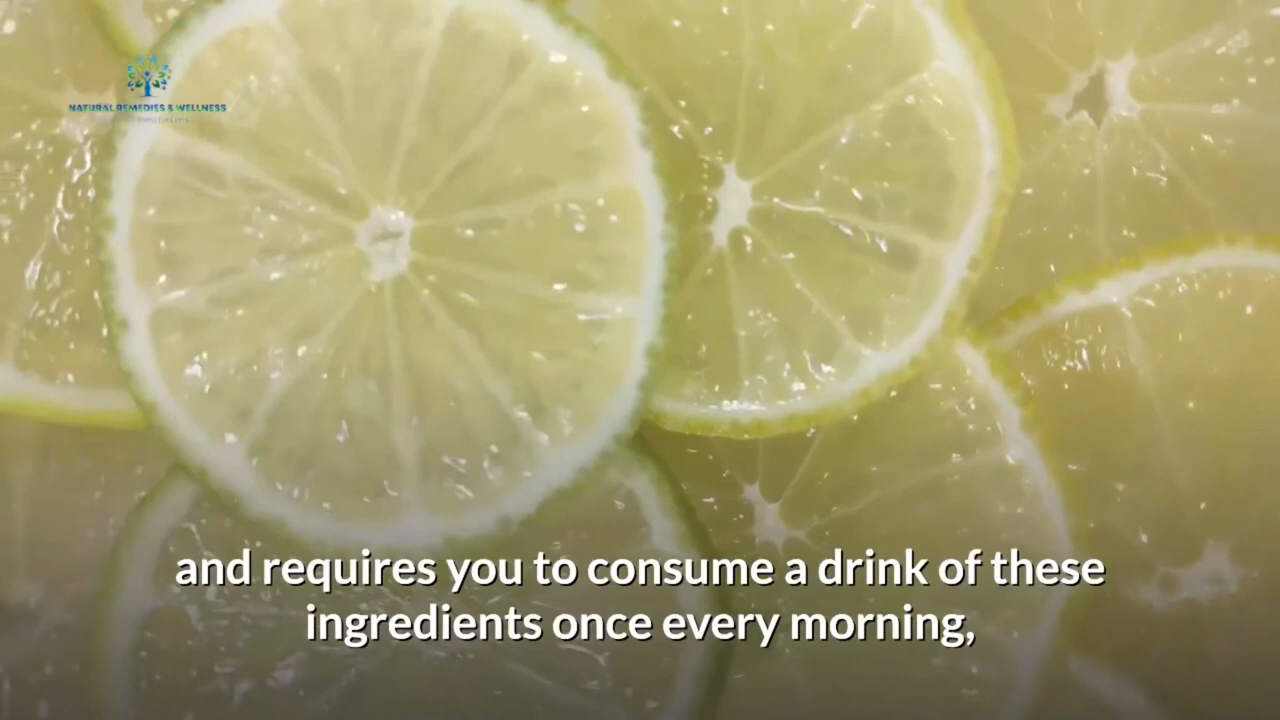 NATURAL REMEDIES & WELLNESS
and requires you to consume a drink of these
ingredients once every morning,